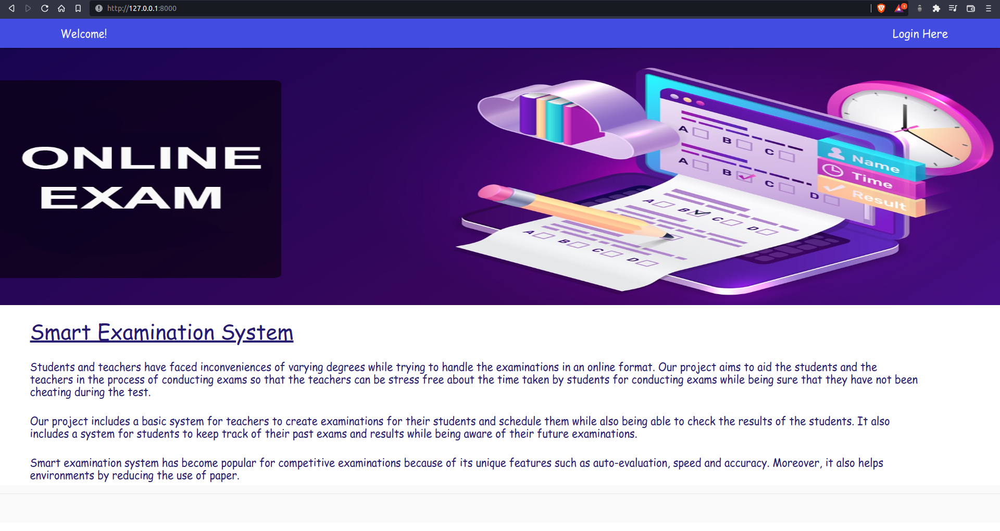 http://127.0.0.1:8000
1
Welcome!
Login Here
ONLINE
EXAM
A B C
A B C D
Name
Time
Result
A B C D
A B C D
Smart Examination System
Students and teachers have faced inconveniences of varying degrees while trying to handle the examinations in an online format. Our project aims to aid the students and the
teachers in the process of conducting exams so that the teachers can be stress free about the time taken by students for conducting exams while being sure that they have not been
cheating during the test.
Our project includes a basic system for teachers to create examinations for their students and schedule them while also being able to check the results of the students. It also
includes a system for students to keep track of their past exams and results while being aware of their future examinations.
Smart examination system has become popular for competitive examinations because of its unique features such as auto-evaluation, speed and accuracy. Moreover, it also helps
environments by reducing the use of paper.